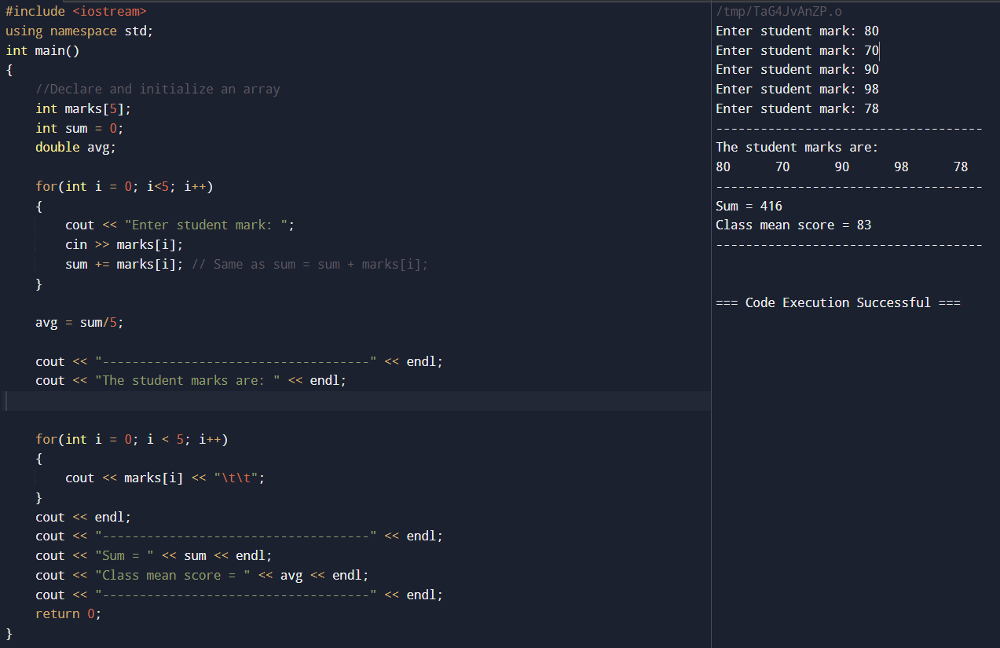 #include <iostream>
using namespace std;
int main()
{
    //Declare and initialize an array
    int marks[5];
    int sum = 0;
    double avg;

    for(int i = 0; i<5; i++)
    {
        cout << "Enter student mark: ";
        cin >> marks[i];
        sum += marks[i]; // Same as sum = sum + marks[i];
    }

    avg = sum/5;

    cout << "------------------------------------" << endl;
    cout << "The student marks are: " << endl;

    for(int i = 0; i < 5; i++)
    {
        cout << marks[i] << "\t\t";
    }
    cout << endl;
    cout << "------------------------------------" << endl;
    cout << "Sum = " << sum << endl;
    cout << "Class mean score = " << avg << endl;
    cout << "------------------------------------" << endl;
    return 0;
}
/tmp/TaG4JvAnZP.o
Enter student mark: 80
Enter student mark: 70
Enter student mark: 90
Enter student mark: 98
Enter student mark: 78
------------------------------------
The student marks are:
80      70      90      98      78
------------------------------------
Sum = 416
Class mean score = 83
------------------------------------

=== Code Execution Successful ===